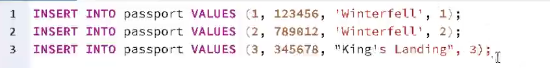 1 INSERT INTO passport VALUES (1, 123456, 'Winterfell', 1);
2 INSERT INTO passport VALUES (2, 789012, 'Winterfell', 2);
3 INSERT INTO passport VALUES (3, 345678, "King's Landing", 3);